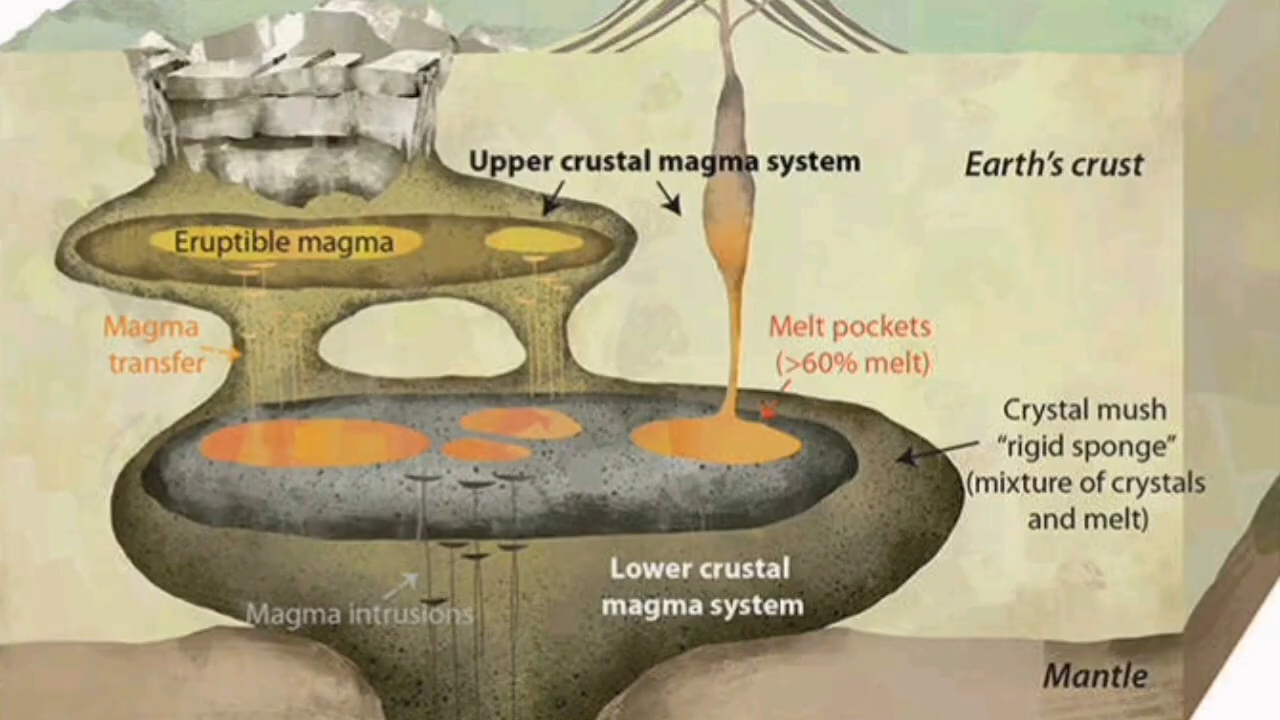 Upper crustal magma system
Earth's crust
Eruptible magma
Magma
transfer
Melt pockets
(>60% melt)
Crystal mush
"rigid sponge"
(mixture of crystals
and melt)
Lower crustal
magma system
Magma intrusions
Mantle